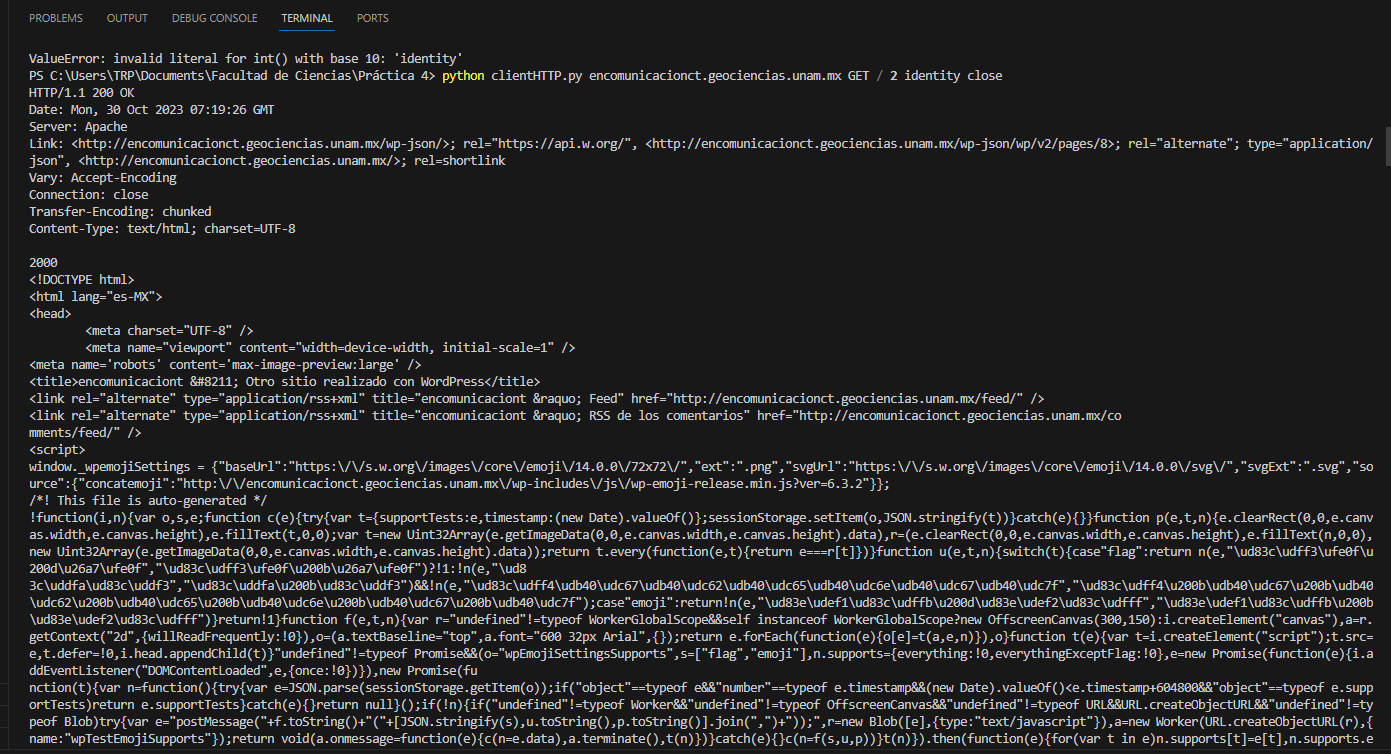 PROBLEMS OUTPUT DEBUG CONSOLE TERMINAL PORTS
ValueError: invalid literal for int() with base 10: 'identity'
PS C:\Users\TRP\Documents\Facultad de Ciencias\Práctica 4> python clientHTTP.py encomunicacionct.geociencias.unam.mx GET / 2 identity close
HTTP/1.1 200 OK
Date: Mon, 30 Oct 2023 07:19:26 GMT
Server: Apache
Link: <http://encomunicacionct.geociencias.unam.mx/wp-json/>; rel="https://api.w.org/", <http://encomunicacionct.geociencias.unam.mx/wp-json/wp/v2/pages/8>; rel="alternate"; type="application/
json", <http://encomunicacionct.geociencias.unam.mx/>; rel=shortlink
Vary: Accept-Encoding
Connection: close
Transfer-Encoding: chunked
Content-Type: text/html; charset=UTF-8
2000
<!DOCTYPE html>
<html lang="es-MX">
<head>
<meta charset="UTF-8" />
<meta name="viewport" content="width=device-width, initial-scale=1" />
<meta name='robots' content='max-image-preview:large' />
<title>encomunicaciont &#8211; Otro sitio realizado con WordPress</title>
<link rel="alternate" type="application/rss+xml" title="encomunicaciont &raquo; Feed" href="http://encomunicacionct.geociencias.unam.mx/feed/" />
<link rel="alternate" type="application/rss+xml" title="encomunicaciont &raquo; RSS de los comentarios" href="http://encomunicacionct.geociencias.unam.mx/co
mments/feed/" />
<script>
window._wpemojiSettings = {"baseUrl":"https:\/\/s.w.org\/images\/core\/emoji\/14.0.0\/72x72\/","ext":".png","svgUrl":"https:\/\/s.w.org\/images\/core\/emoji\/14.0.0\/svg\/","svgExt":".svg","so
urce":{"concatemoji":"http:\/\/encomunicacionct.geociencias.unam.mx\/wp-includes\/js\/wp-emoji-release.min.js?ver=6.3.2"}};
/*! This file is auto-generated */
!function(i,n){var o,s,e;function c(e){try{var t={supportTests:e,timestamp:(new Date).valueOf()};sessionStorage.setItem(o,JSON.stringify(t))}catch(e){}}function p(e,t,n){e.clearRect(0,0,e.canv
as.width,e.canvas.height),e.fillText(t,0,0);var t=new Uint32Array(e.getImageData(0,0,e.canvas.width,e.canvas.height).data),r=(e.clearRect(0,0,e.canvas.width,e.canvas.height),e.fillText(n,0,0),
new Uint32Array(e.getImageData(0,0,e.canvas.width,e.canvas.height).data));return t.every(function(e,t){return e===r[t]})}function u(e,t,n){switch(t){case"flag":return n(e,"\ud83c\udff3\ufe0f\u
200d\u26a7\ufe0f","\ud83c\udff3\ufe0f\u200b\u26a7\ufe0f")?!1:!n(e,"\ud8
3c\uddfa\ud83c\uddf3","\ud83c\uddfa\u200b\ud83c\uddf3")&&!n(e,"\ud83c\udff4\udb40\udc67\udb40\udc62\udb40\udc65\udb40\udc6e\udb40\udc67\udb40\udc7f","\ud83c\udff4\u200b\udb40\udc67\u200b\udb40
\udc62\u200b\udb40\udc65\u200b\udb40\udc6e\u200b\udb40\udc67\u200b\udb40\udc7f");case"emoji":return!n(e,"\ud83e\udef1\ud83c\udffb\u200d\ud83e\udef2\ud83c\udfff","\ud83e\udef1\ud83c\udffb\u200b
\ud83e\udef2\ud83c\udfff")}return!1}function f(e,t,n){var r="undefined"!=typeof WorkerGlobalScope&&self instanceof WorkerGlobalScope?new OffscreenCanvas(300,150):i.createElement("canvas"),a=r.
getContext("2d",{willReadFrequently:!0}),o=(a.textBaseline="top",a.font="600 32px Arial",{});return e.forEach(function(e){o[e]=t(a,e,n)}),o}function t(e){var t=i.createElement("script");t.src=
e,t.defer=!0,i.head.appendChild(t)}"undefined"!=typeof Promise&&(o="wpEmojiSettingsSupports",s=["flag","emoji"],n.supports={everything:!0,everythingExceptFlag:!0},e=new Promise(function(e){i.a
ddEventListener("DOMContentLoaded",e,{once:!0})}),new Promise(fu
nction(t){var n=function(){try{var e=JSON.parse(sessionStorage.getItem(o));if("object"==typeof e&&"number"==typeof e.timestamp&&(new Date).valueOf()<e.timestamp+604800&&"object"==typeof e.supp
ortTests)return e.supportTests}catch(e){}return null}();if(!n){if("undefined"!=typeof Worker&&"undefined"!=typeof OffscreenCanvas&&"undefined"!=typeof URL&&URL.createObjectURL&&"undefined"!=ty
peof Blob)try{var e="postMessage("+f.toString()+"("+[JSON.stringify(s),u.toString(),p.toString()].join(",")+"));",r=new Blob([e],{type:"text/javascript"}),a=new Worker(URL.createObjectURL(r),{
name:"wpTestEmojiSupports"});return void(a.onmessage=function(e){c(n=e.data),a.terminate(),t(n)})}catch(e){}c(n=f(s,u,p))}t(n)}).then(function(e){for(var t in e)n.supports[t]=e[t],n.supports.e